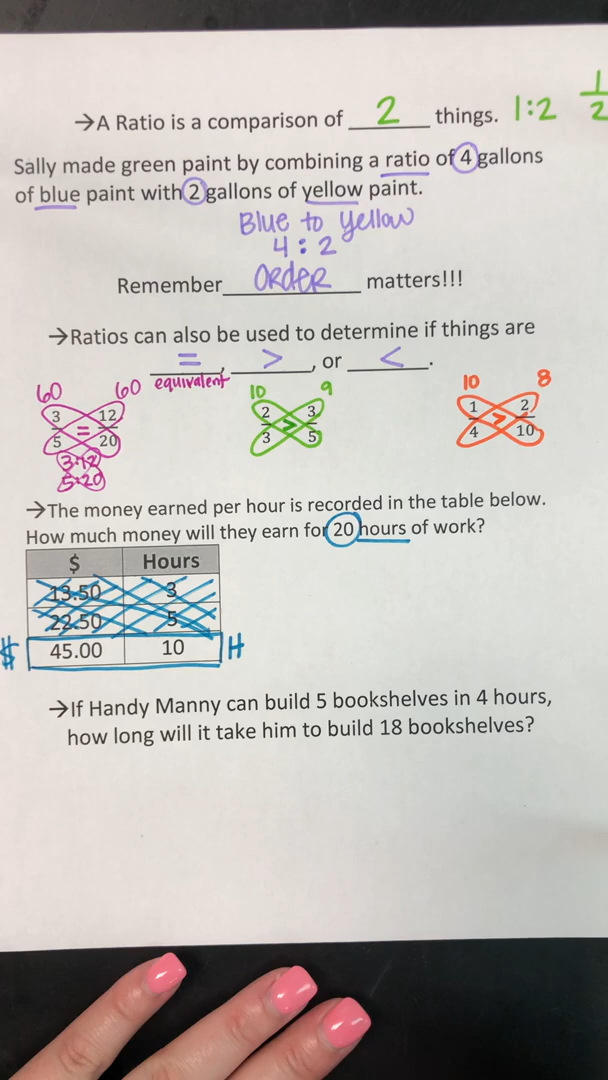 →A Ratio is a comparison of 2 things. 1:2 1/2
Sally made green paint by combining a ratio of 4 gallons
of blue paint with 2 gallons of yellow paint.
Blue to yellow
4:2
Remember order matters!!!
→Ratios can also be used to determine if things are
=, >, or <.
equivalent
60 60 10 9 10 8
3/5 = 12/20 2/3 > 3/5 1/4 > 2/10
3·12
5·20
→The money earned per hour is recorded in the table below.
How much money will they earn for 20 hours of work?
$ Hours
13.50 3
22.50 5
$ 45.00 10 H
→If Handy Manny can build 5 bookshelves in 4 hours,
how long will it take him to build 18 bookshelves?